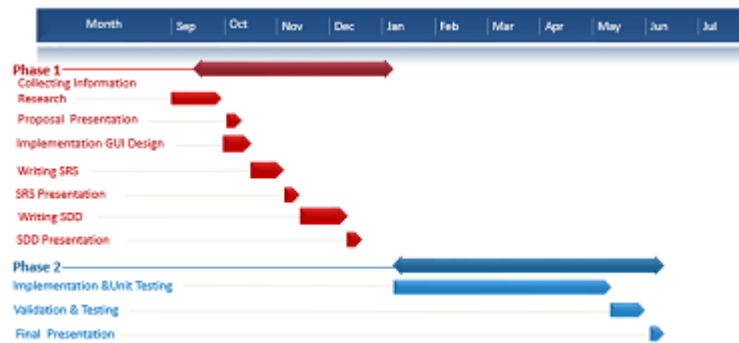 Month Sep Oct Nov Dec Jan Feb Mar Apr May Jun Jul
Phase 1
Collecting Information
Research
Proposal Presentation
Implementation GUI Design
Writing SRS
SRS Presentation
Writing SDD
SDD Presentation
Phase 2
Implementation &Unit Testing
Validation & Testing
Final Presentation